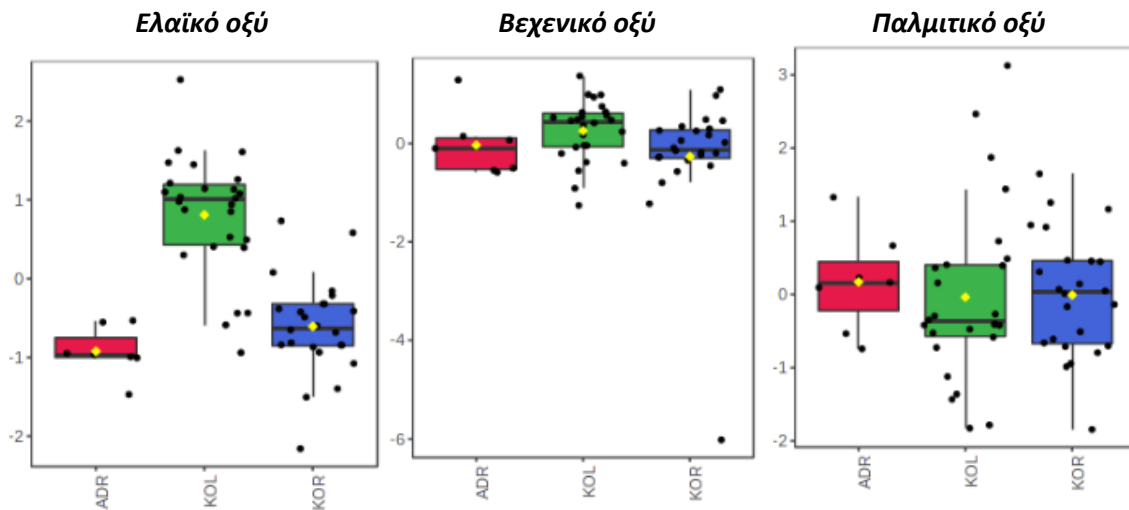 Ελαϊκό οξύ
Βεχενικό οξύ
Παλμιτικό οξύ
2
1
0
-1
-2
ADR
KOL
KOR
0
-2
-4
-6
ADR
KOL
KOR
3
2
1
0
-1
-2
ADR
KOL
KOR